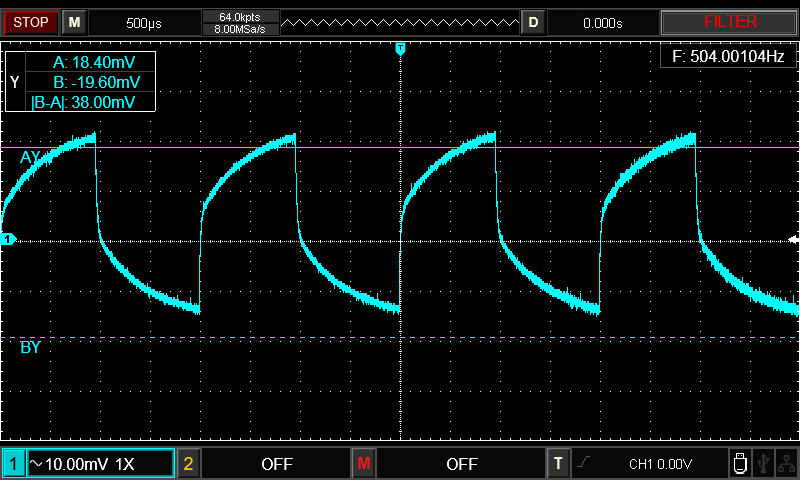 STOP M 500μs 64.0kpts D 0.000s FILTER
8.00MSa/s
T
F: 504.00104Hz
A: 18.40mV
Y B: -19.60mV
|B-A|: 38.00mV
AY
1
BY
1 ~10.00mV 1X 2 OFF M OFF T CH1 0.00V